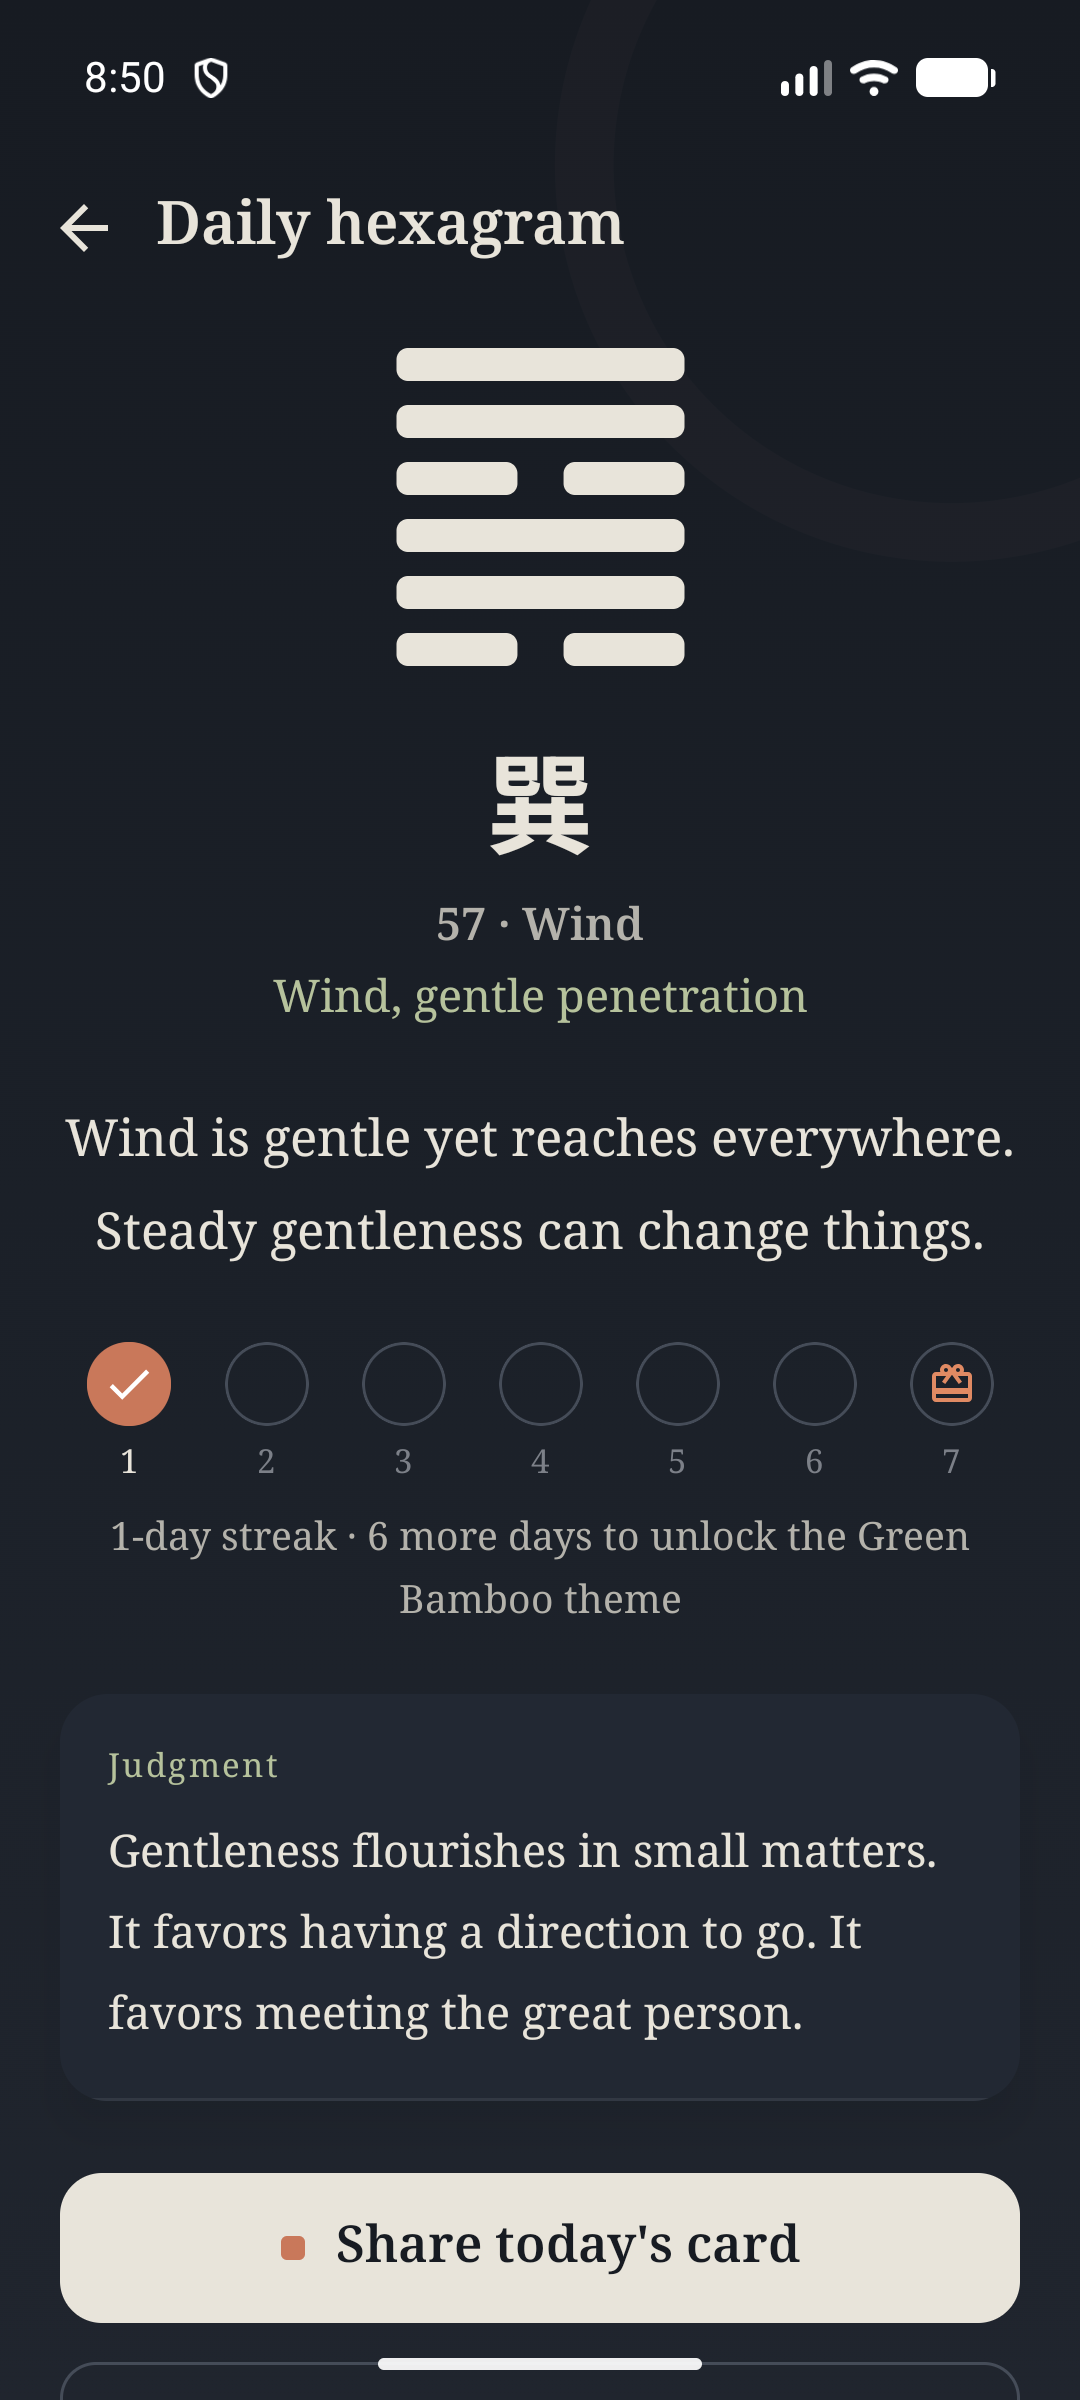 8:50
Daily hexagram
巽
57 · Wind
Wind, gentle penetration
Wind is gentle yet reaches everywhere.
Steady gentleness can change things.
1 2 3 4 5 6 7
1-day streak · 6 more days to unlock the Green
Bamboo theme
Judgment
Gentleness flourishes in small matters.
It favors having a direction to go. It
favors meeting the great person.
Share today's card